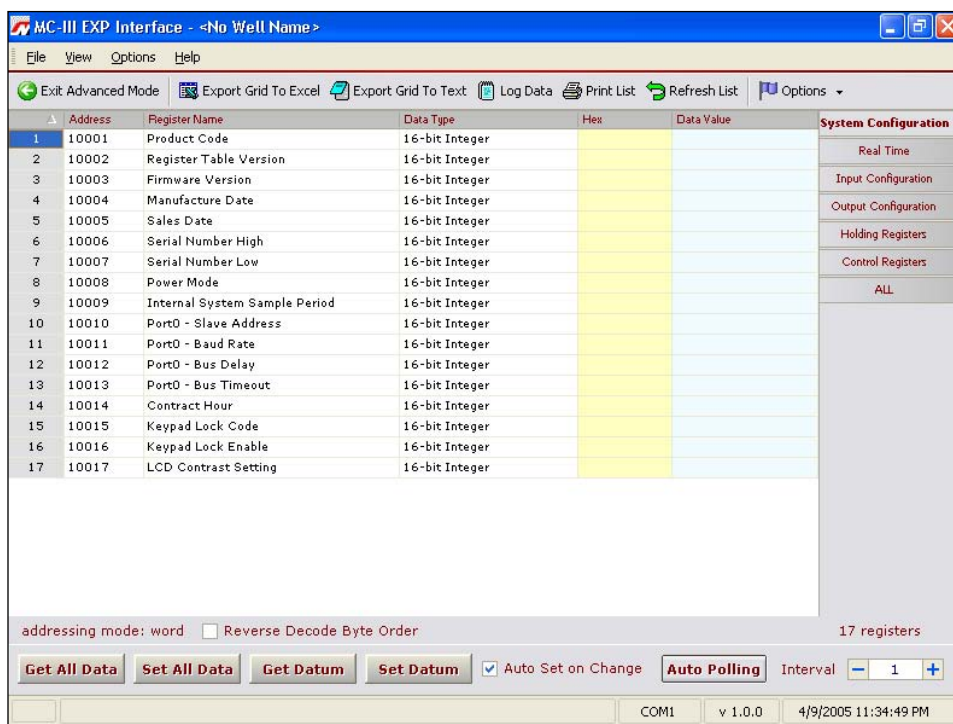 MC-III EXP Interface - <No Well Name>
File View Options Help
Exit Advanced Mode Export Grid To Excel Export Grid To Text Log Data Print List Refresh List Options
Address Register Name Data Type Hex Data Value System Configuration
1 10001 Product Code 16-bit Integer
Real Time
2 10002 Register Table Version 16-bit Integer
3 10003 Firmware Version 16-bit Integer Input Configuration
4 10004 Manufacture Date 16-bit Integer Output Configuration
5 10005 Sales Date 16-bit Integer
6 10006 Serial Number High 16-bit Integer Holding Registers
7 10007 Serial Number Low 16-bit Integer Control Registers
8 10008 Power Mode 16-bit Integer ALL
9 10009 Internal System Sample Period 16-bit Integer
10 10010 Port0 - Slave Address 16-bit Integer
11 10011 Port0 - Baud Rate 16-bit Integer
12 10012 Port0 - Bus Delay 16-bit Integer
13 10013 Port0 - Bus Timeout 16-bit Integer
14 10014 Contract Hour 16-bit Integer
15 10015 Keypad Lock Code 16-bit Integer
16 10016 Keypad Lock Enable 16-bit Integer
17 10017 LCD Contrast Setting 16-bit Integer
addressing mode: word Reverse Decode Byte Order 17 registers
Get All Data Set All Data Get Datum Set Datum Auto Set on Change Auto Polling Interval 1
COM1 v 1.0.0 4/9/2005 11:34:49 PM